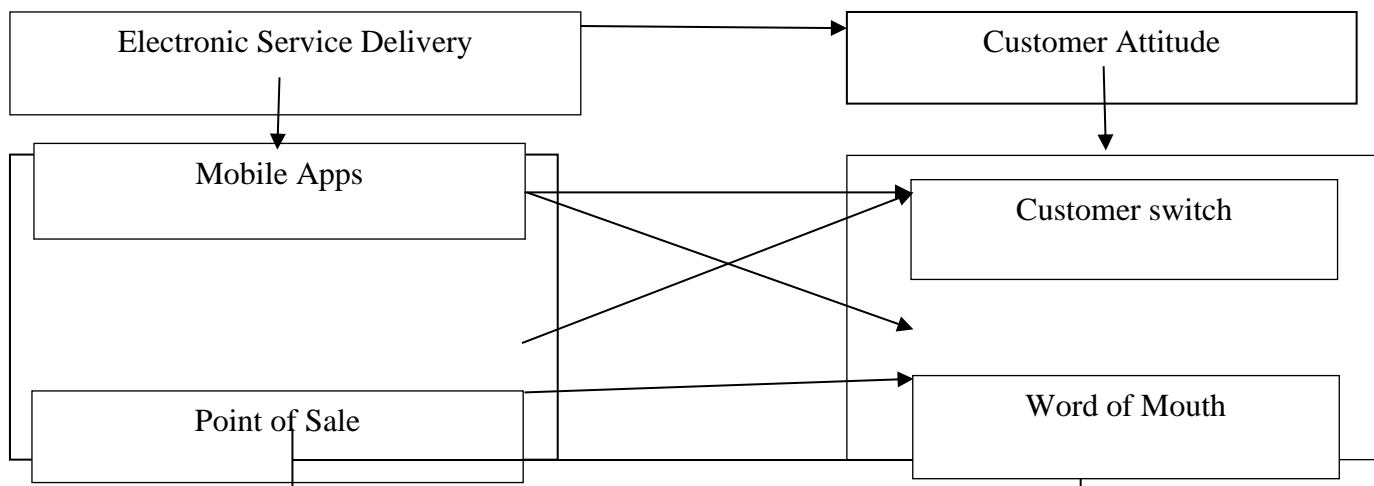 Electronic Service Delivery
Customer Attitude
Mobile Apps
Customer switch
Point of Sale
Word of Mouth